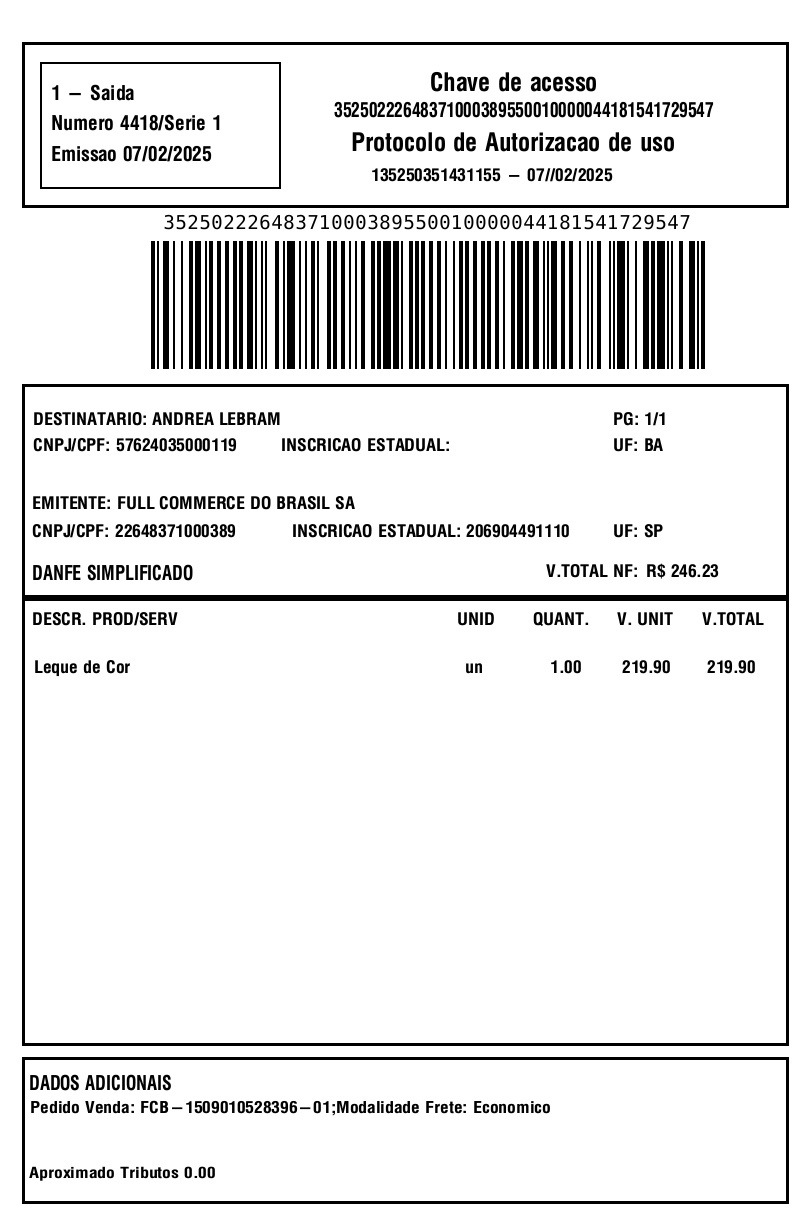 1 – Saida
Numero 4418/Serie 1
Emissao 07/02/2025
Chave de acesso
35250222648371000389550010000044181541729547
Protocolo de Autorizacao de uso
135250351431155 – 07//02/2025
35250222648371000389550010000044181541729547
DESTINATARIO: ANDREA LEBRAM PG: 1/1
CNPJ/CPF: 57624035000119 INSCRICAO ESTADUAL: UF: BA
EMITENTE: FULL COMMERCE DO BRASIL SA
CNPJ/CPF: 22648371000389 INSCRICAO ESTADUAL: 206904491110 UF: SP
DANFE SIMPLIFICADO V.TOTAL NF: R$ 246.23
DESCR. PROD/SERV UNID QUANT. V. UNIT V.TOTAL
Leque de Cor un 1.00 219.90 219.90
DADOS ADICIONAIS
Pedido Venda: FCB–1509010528396–01;Modalidade Frete: Economico
Aproximado Tributos 0.00